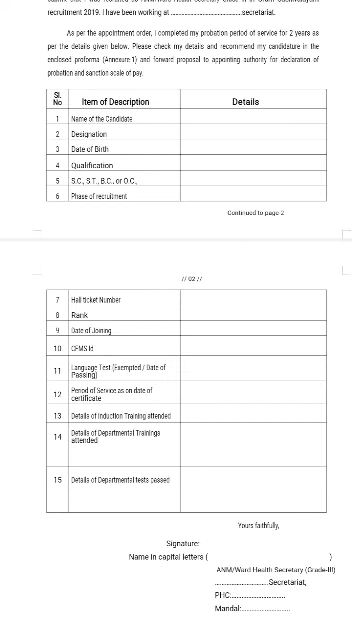 recruitment 2019. I have been working at ........................................secretariat.
As per the appointment order, I completed my probation period of service for 2 years as
per the details given below. Please check my details and recommend my candidature in the
enclosed proforma (Annexure 1) and forward proposal to appointing authority for declaration of
probation and sanction scale of pay.
Sl. No Item of Description Details
1 Name of the Candidate
2 Designation
3 Date of Birth
4 Qualification
5 S.C., S.T., B.C., or O.C.,
6 Phase of recruitment
Continued to page-2
// 02 //
7 Hall ticket Number
8 Rank
9 Date of Joining
10 CFMS Id
11 Language Test (Exempted / Date of
Passing)
12 Period of Service as on date of
certificate
13 Details of Induction Training attended
14 Details of Departmental Trainings
attended
15 Details of Departmental tests passed
Yours faithfully,
Signature:
Name in capital letters ( )
ANM/Ward Health Secretary (Grade-III)
........................Secretariat,
PHC:........................
Mandal:......................